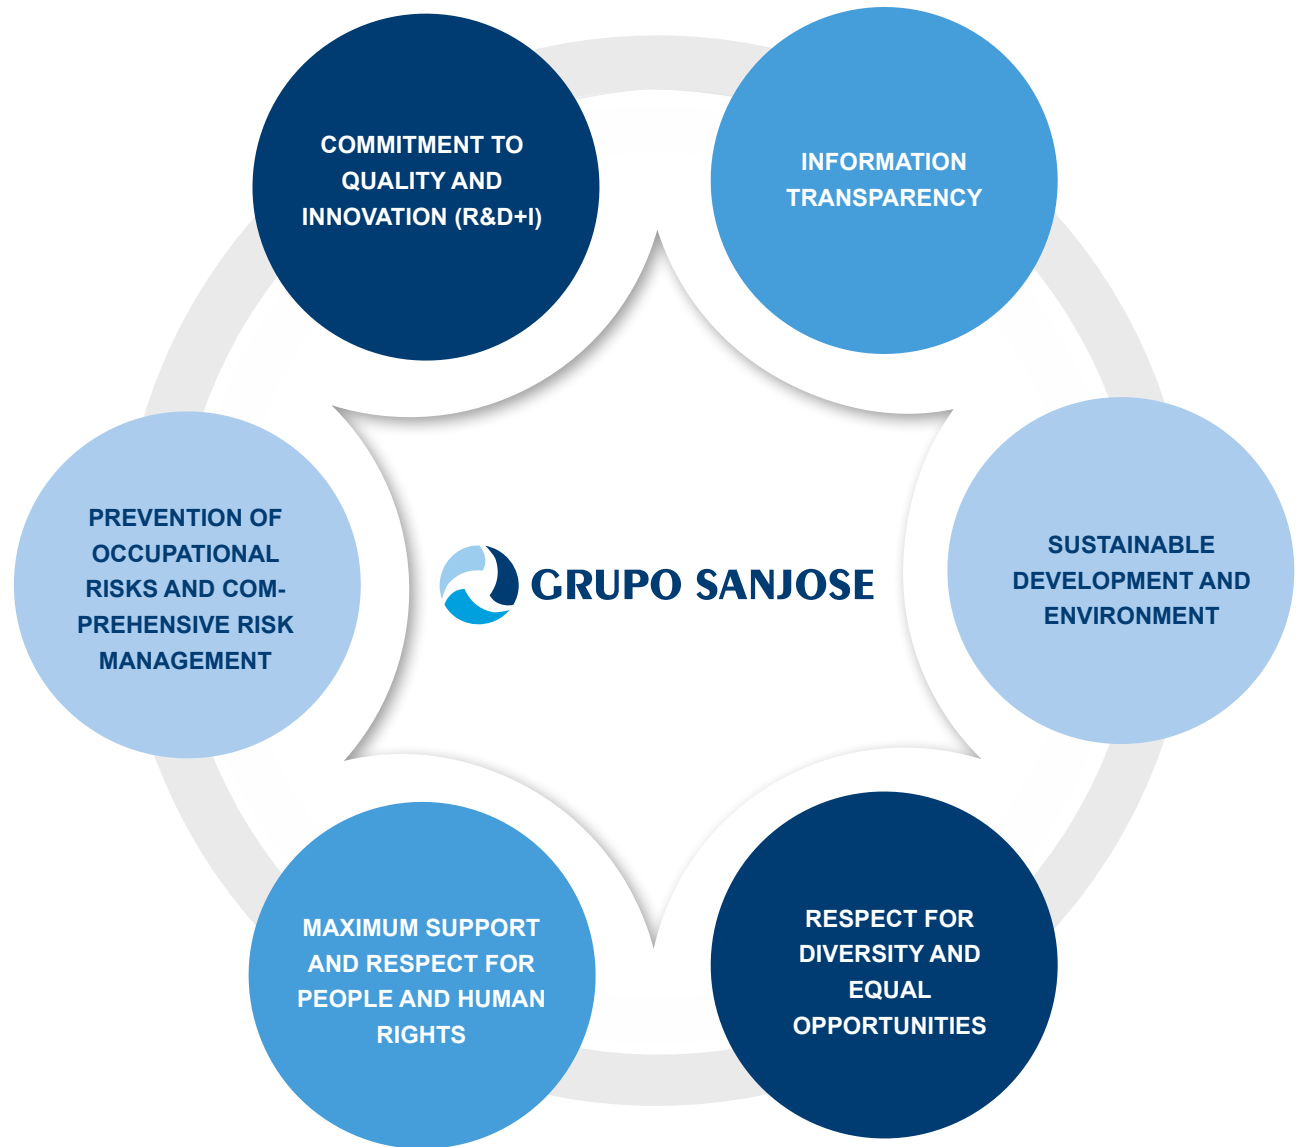 COMMITMENT TO
QUALITY AND
INNOVATION (R&D+I)
INFORMATION
TRANSPARENCY
PREVENTION OF
OCCUPATIONAL
RISKS AND COM-
PREHENSIVE RISK
MANAGEMENT
GRUPO SANJOSE
SUSTAINABLE
DEVELOPMENT AND
ENVIRONMENT
MAXIMUM SUPPORT
AND RESPECT FOR
PEOPLE AND HUMAN
RIGHTS
RESPECT FOR
DIVERSITY AND
EQUAL
OPPORTUNITIES